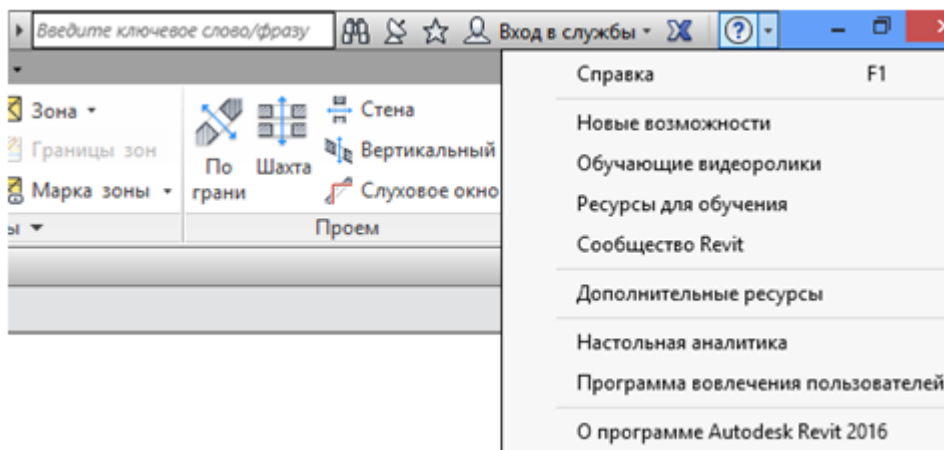 Введите ключевое слово/фразу Вход в службы
Зона
Границы зон
Марка зоны
По грани
Шахта
Стена
Вертикальный
Слуховое окно
Проем
Справка F1
Новые возможности
Обучающие видеоролики
Ресурсы для обучения
Сообщество Revit
Дополнительные ресурсы
Настольная аналитика
Программа вовлечения пользователей
О программе Autodesk Revit 2016